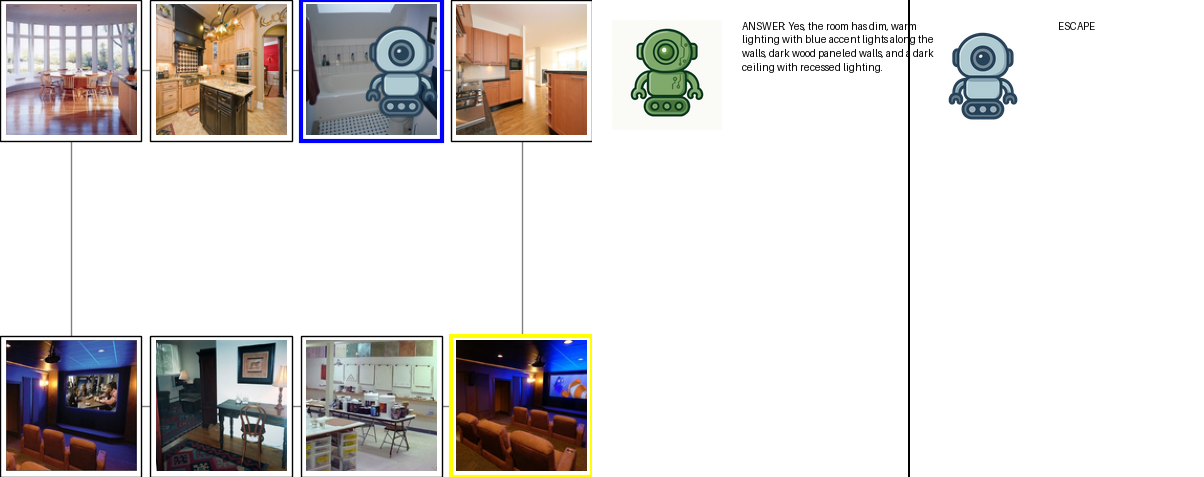 ANSWER: Yes, the room has dim, warm
lighting with blue accent lights along the
walls, dark wood paneled walls, and a dark
ceiling with recessed lighting.
ESCAPE